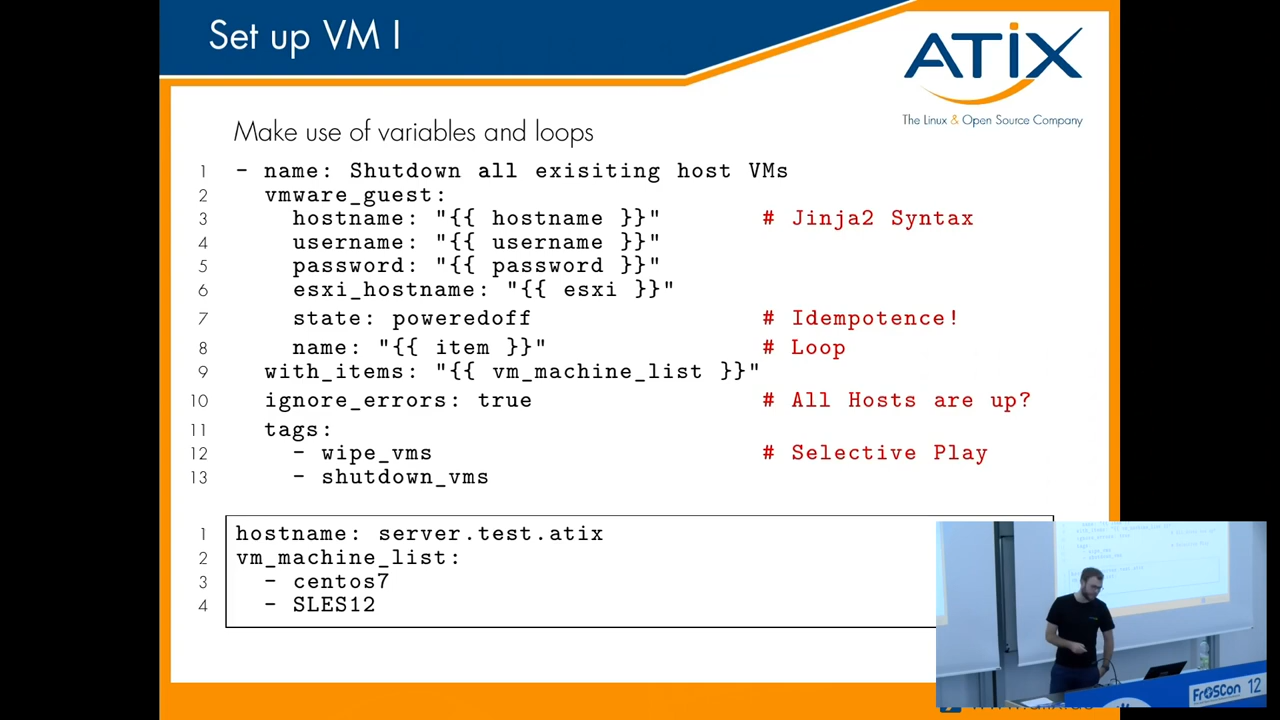 Set up VM I
ATIX
The Linux & Open Source Company
Make use of variables and loops
1 - name: Shutdown all exisiting host VMs
2 vmware_guest:
3 hostname: "{{ hostname }}" # Jinja2 Syntax
4 username: "{{ username }}"
5 password: "{{ password }}"
6 esxi_hostname: "{{ esxi }}"
7 state: poweredoff # Idempotence!
8 name: "{{ item }}" # Loop
9 with_items: "{{ vm_machine_list }}"
10 ignore_errors: true # All Hosts are up?
11 tags:
12 - wipe_vms # Selective Play
13 - shutdown_vms
1 hostname: server.test.atix
2 vm_machine_list:
3 - centos7
4 - SLES12
FrOSCon 12